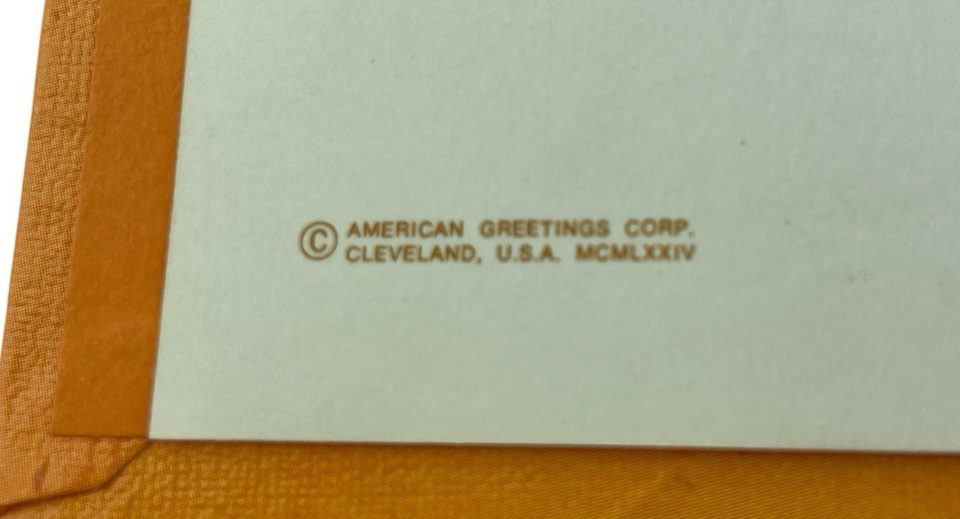 © AMERICAN GREETINGS CORP.
CLEVELAND, U.S.A. MCMLXXIV